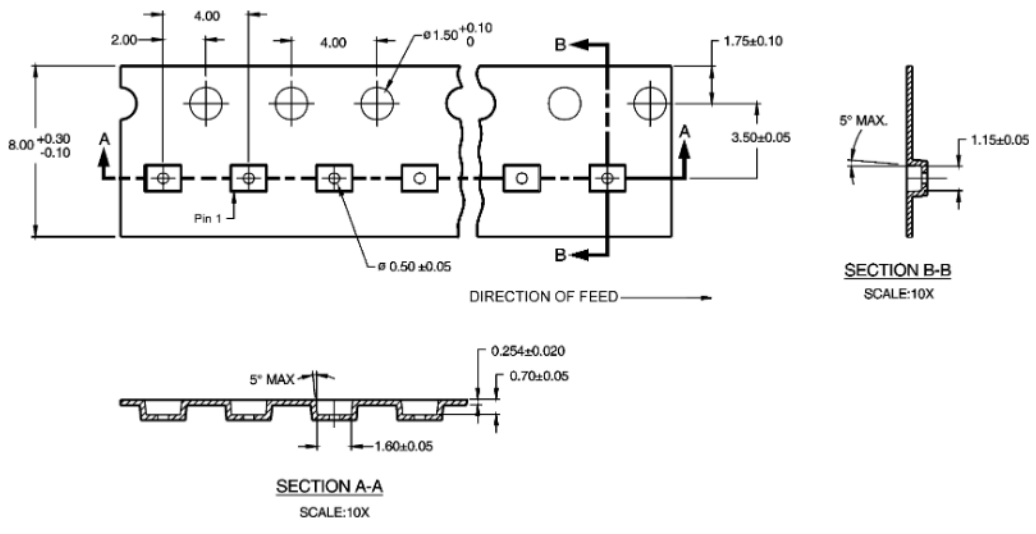 4.00
2.00
4.00
ø1.50 +0.10
0
B
1.75±0.10
8.00 +0.30
-0.10
A
A
3.50±0.05
5° MAX.
1.15±0.05
Pin 1
ø 0.50 ±0.05
B
SECTION B-B
SCALE:10X
DIRECTION OF FEED
0.254±0.020
0.70±0.05
5° MAX
1.60±0.05
SECTION A-A
SCALE:10X